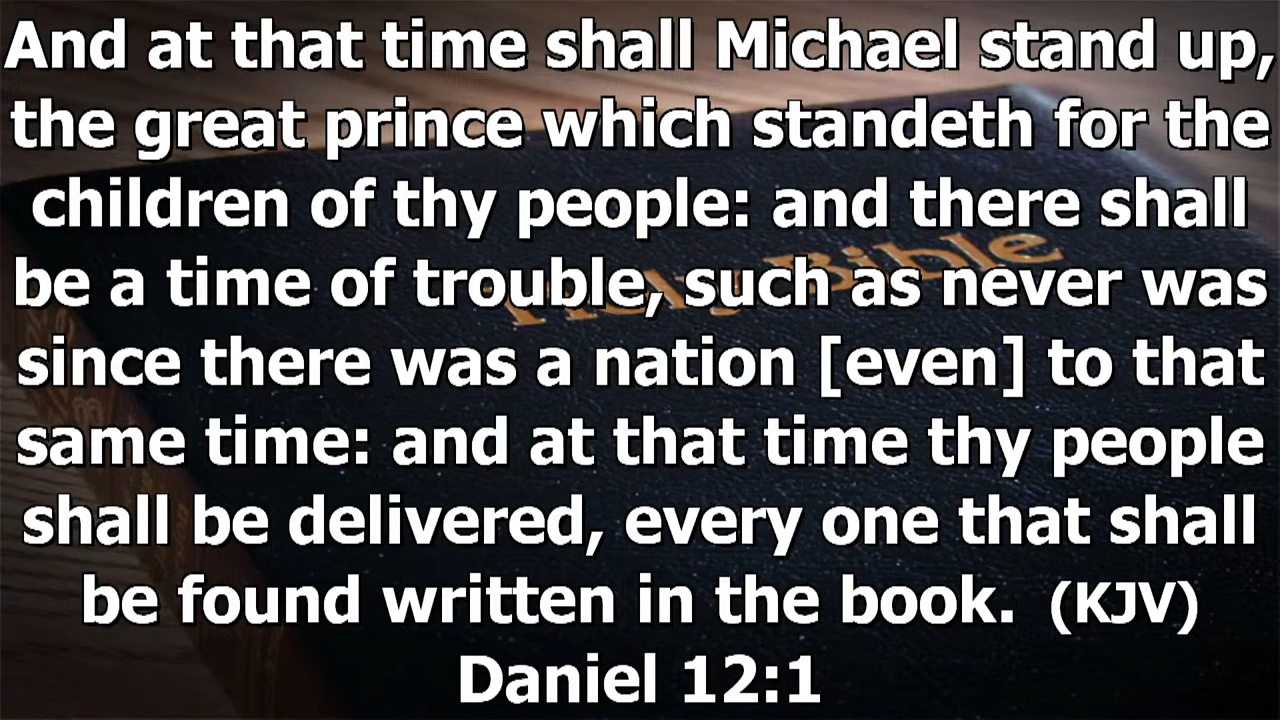 And at that time shall Michael stand up,
the great prince which standeth for the
children of thy people: and there shall
be a time of trouble, such as never was
since there was a nation [even] to that
same time: and at that time thy people
shall be delivered, every one that shall
be found written in the book. (KJV)
Daniel 12:1
Holy Bible